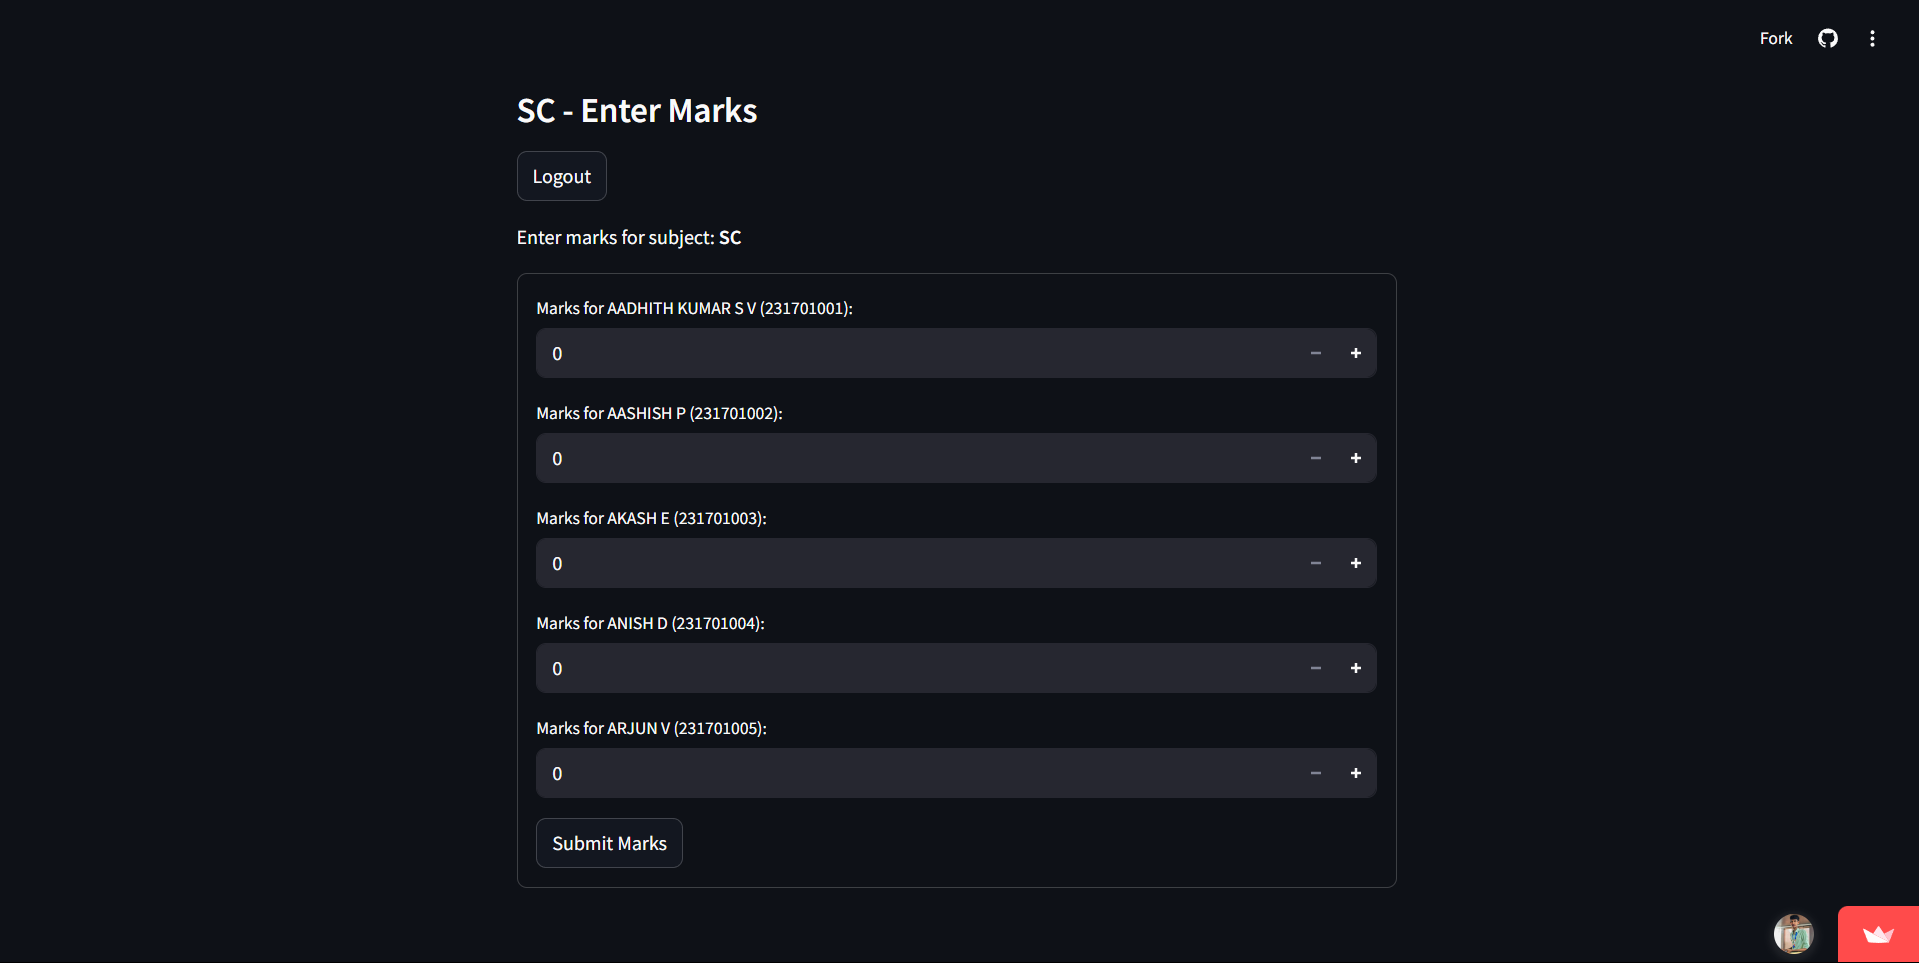 Fork
SC - Enter Marks
Logout
Enter marks for subject: SC
Marks for AADHITH KUMAR S V (231701001):
0
Marks for AASHISH P (231701002):
0
Marks for AKASH E (231701003):
0
Marks for ANISH D (231701004):
0
Marks for ARJUN V (231701005):
0
Submit Marks